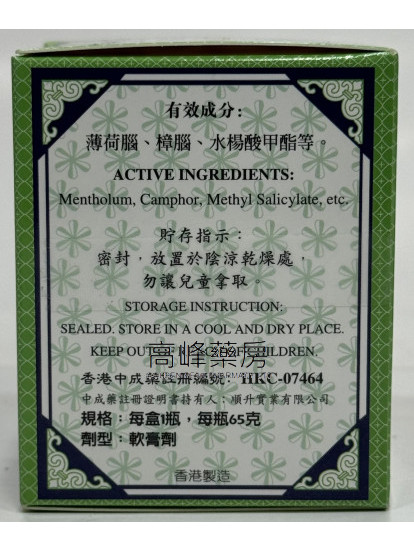 有效成分:
薄荷腦、樟腦、水楊酸甲酯等。
ACTIVE INGREDIENTS:
Mentholum, Camphor, Methyl Salicylate, etc.
貯存指示:
密封,放置於陰涼乾燥處,
勿讓兒童拿取。
STORAGE INSTRUCTION:
SEALED. STORE IN A COOL AND DRY PLACE.
KEEP OUT CHILDREN.
高峰藥房
香港中成藥註冊編號: HKC-07464
中成藥註冊證明書持有人:順升實業有限公司
規格:每盒1瓶,每瓶65克
劑型:軟膏劑
香港製造